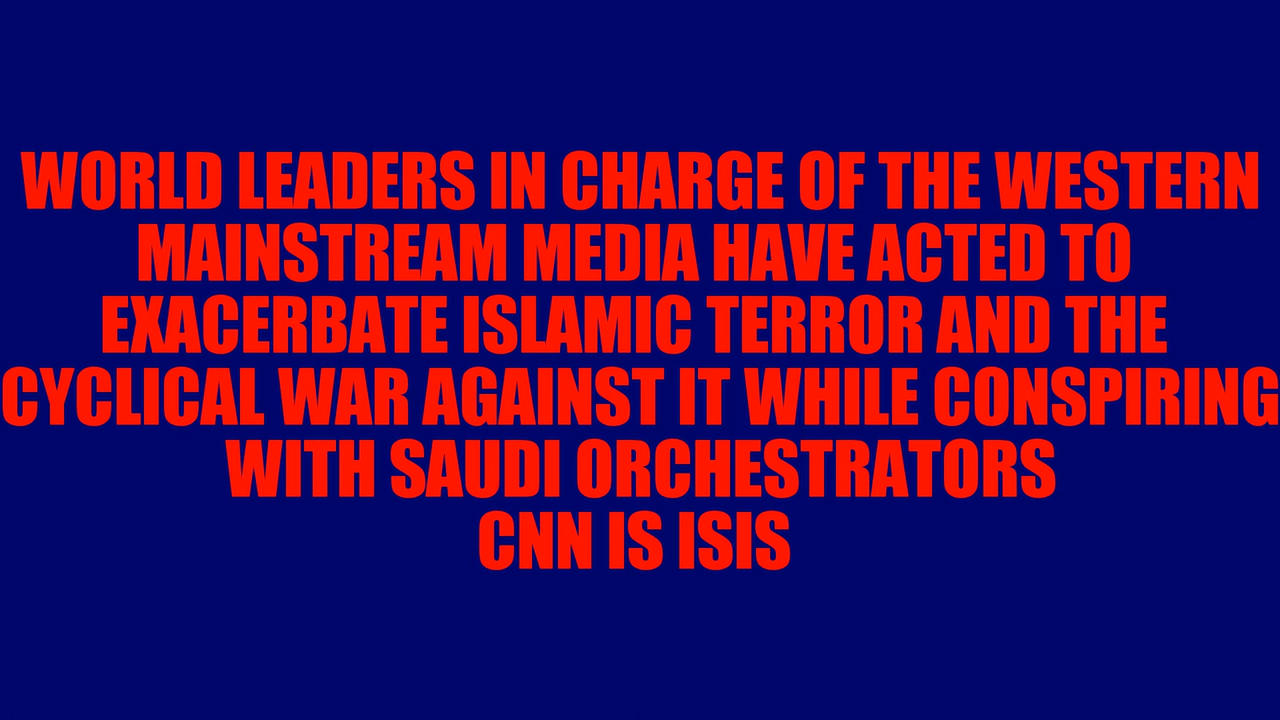 WORLD LEADERS IN CHARGE OF THE WESTERN
MAINSTREAM MEDIA HAVE ACTED TO
EXACERBATE ISLAMIC TERROR AND THE
CYCLICAL WAR AGAINST IT WHILE CONSPIRING
WITH SAUDI ORCHESTRATORS
CNN IS ISIS